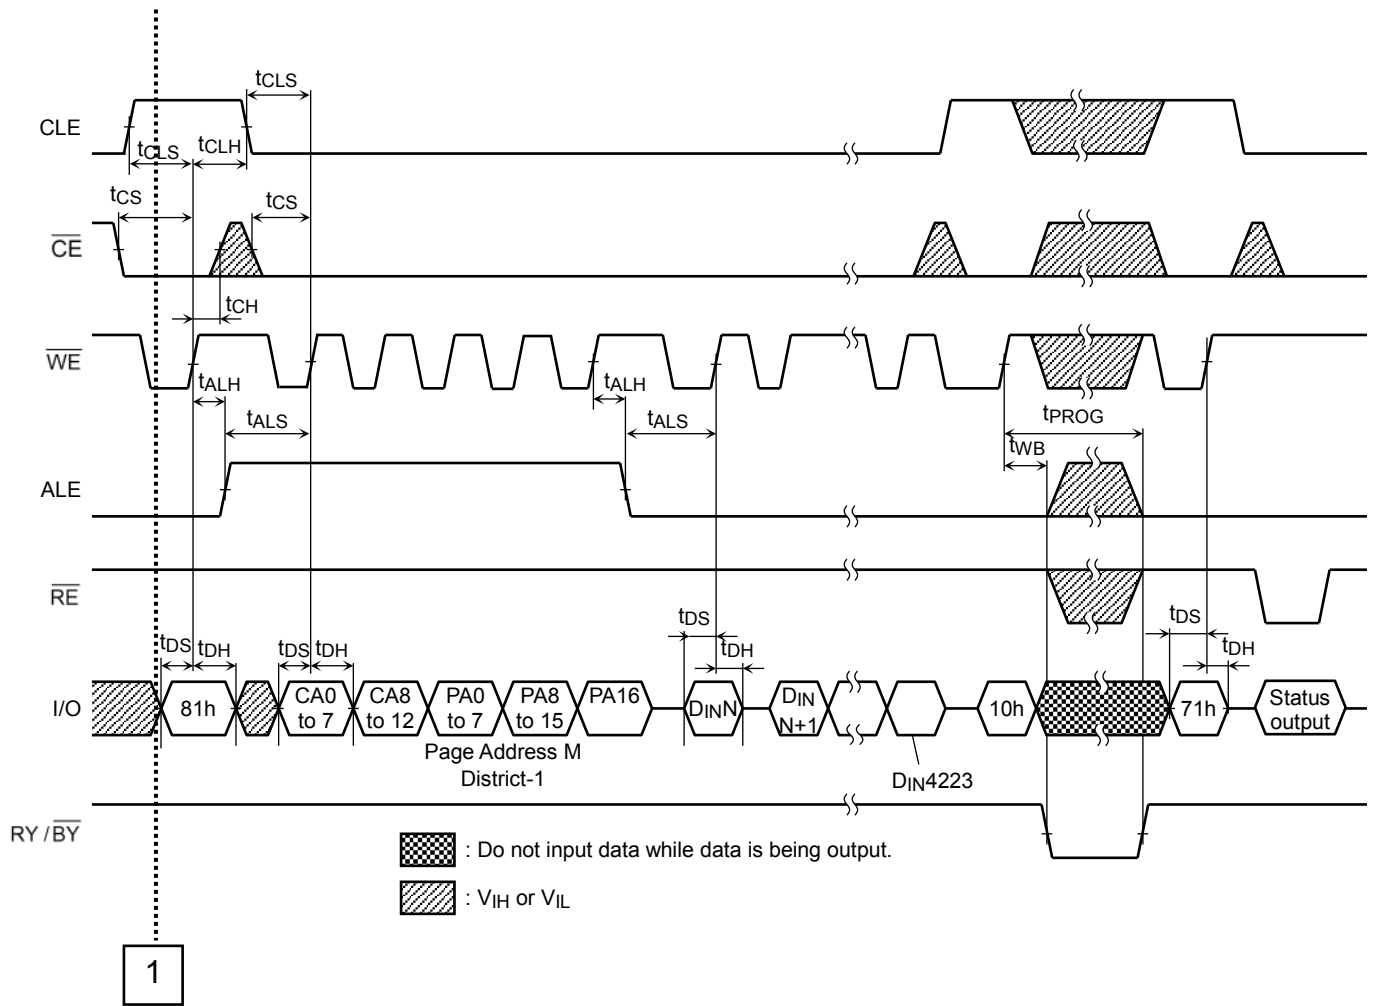 tCLS
CLE
tCLS
tCLH
tCS
tCS
CE
tCH
WE
tALH
tALH
tPROG
tALS
tALS
tWB
ALE
RE
tDS
tDS
tDS
tDH
tDS
tDH
tDH
tDH
I/O
81h
CA0
to 7
CA8
to 12
PA0
to 7
PA8
to 15
PA16
DINN
DIN
N+1
10h
71h
Status
output
Page Address M
District-1
DIN4223
RY / BY
: Do not input data while data is being output.
: VIH or VIL
1